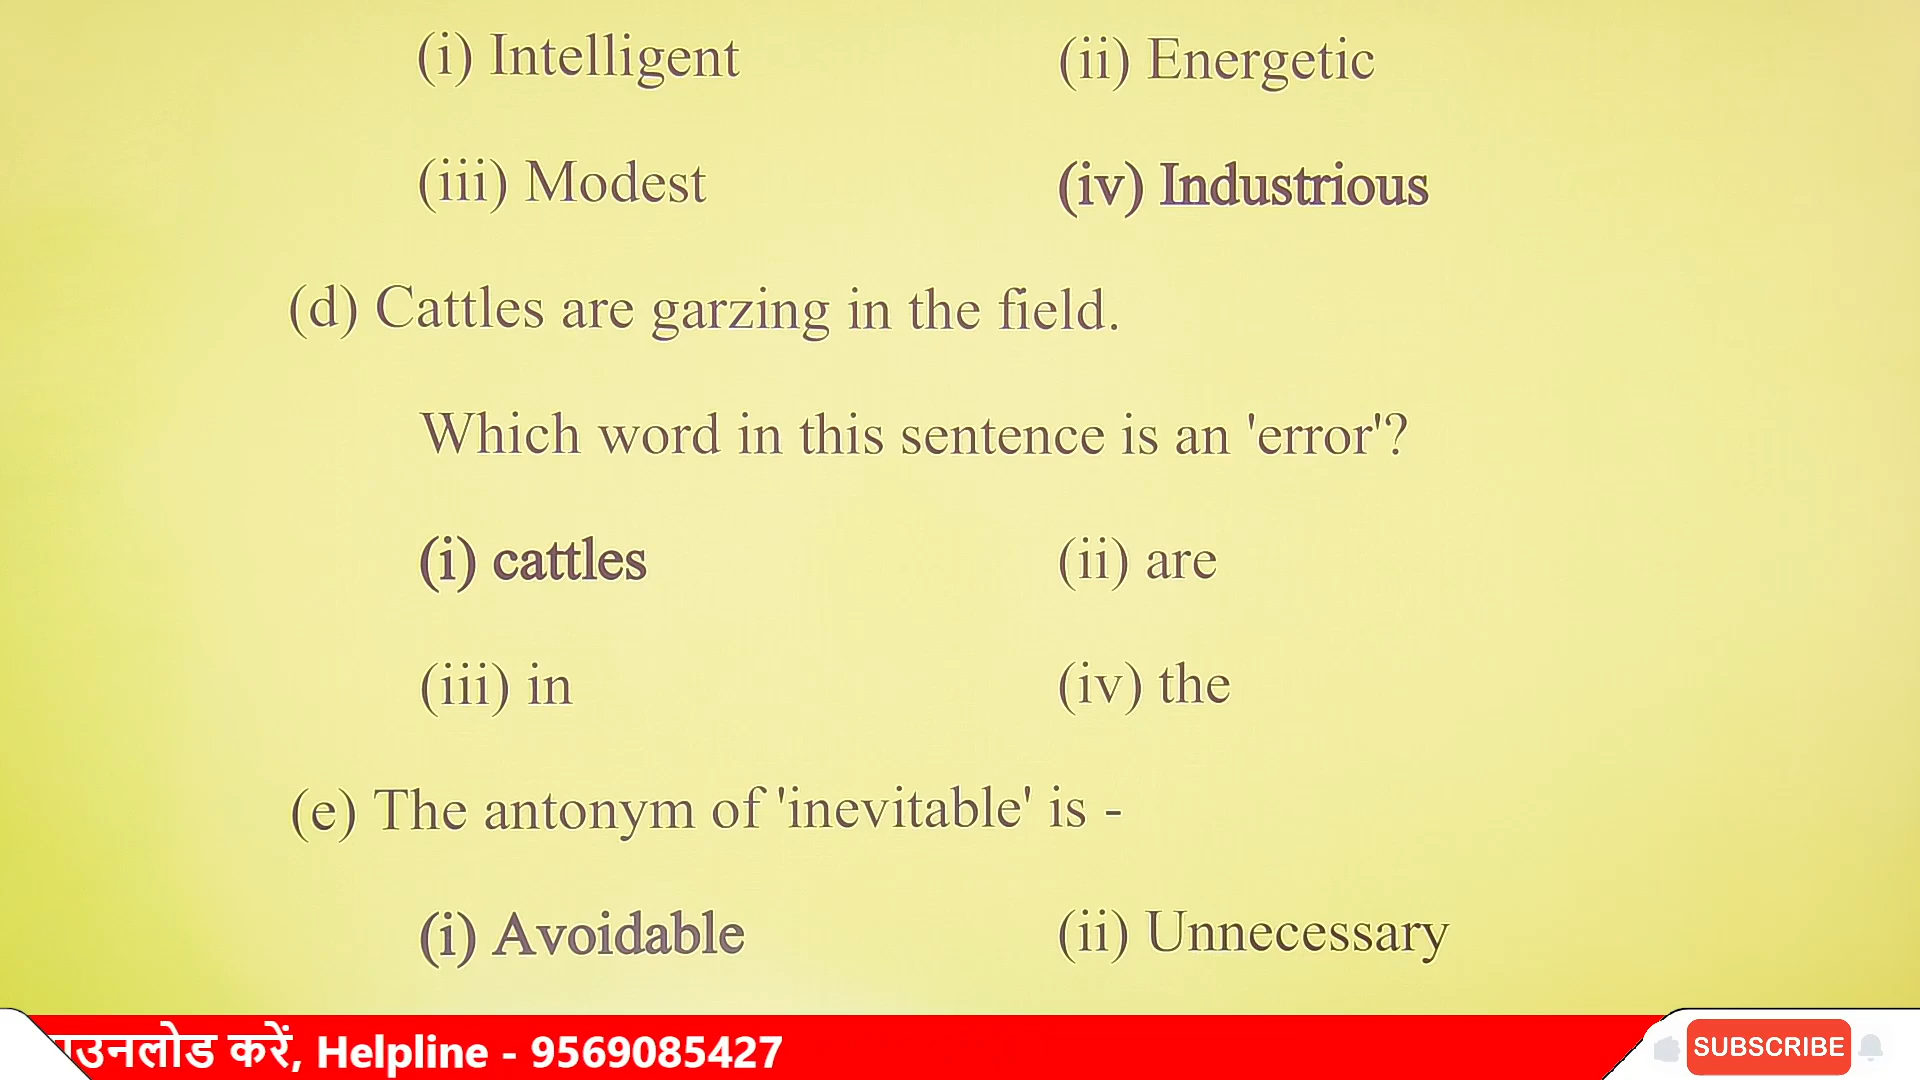 (i) Intelligent (ii) Energetic
(iii) Modest (iv) Industrious
(d) Cattles are garzing in the field.
Which word in this sentence is an 'error'?
(i) cattles (ii) are
(iii) in (iv) the
(e) The antonym of 'inevitable' is -
(i) Avoidable (ii) Unnecessary
करें, Helpline - 9569085427
SUBSCRIBE